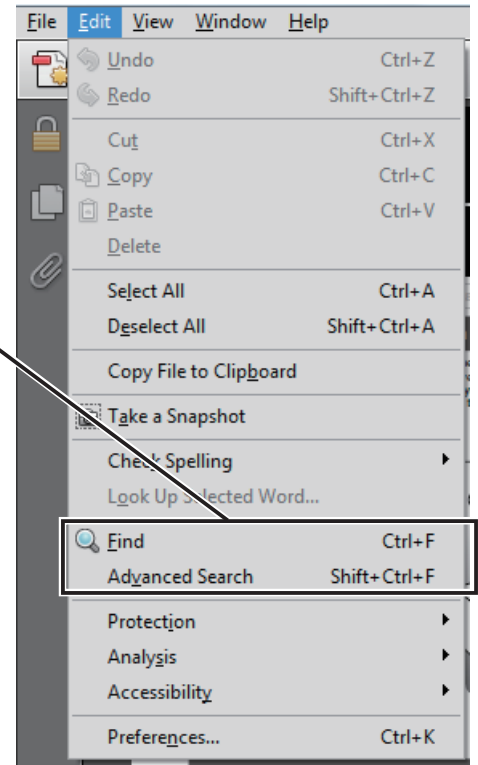 File Edit View Window Help
Undo Ctrl+Z
Redo Shift+Ctrl+Z
Cut Ctrl+X
Copy Ctrl+C
Paste Ctrl+V
Delete
Select All Ctrl+A
Deselect All Shift+Ctrl+A
Copy File to Clipboard
Take a Snapshot
Check Spelling
Look Up Selected Word...
Find Ctrl+F
Advanced Search Shift+Ctrl+F
Protection
Analysis
Accessibility
Preferences... Ctrl+K